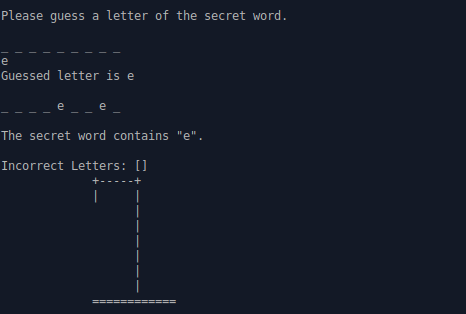 Please guess a letter of the secret word.
_ _ _ _ _ _ _ _ _
e
Guessed letter is e
_ _ _ _ e _ _ e _
The secret word contains "e".
Incorrect Letters: []
+-----+
|     |
      |
      |
      |
      |
      |
      |
============